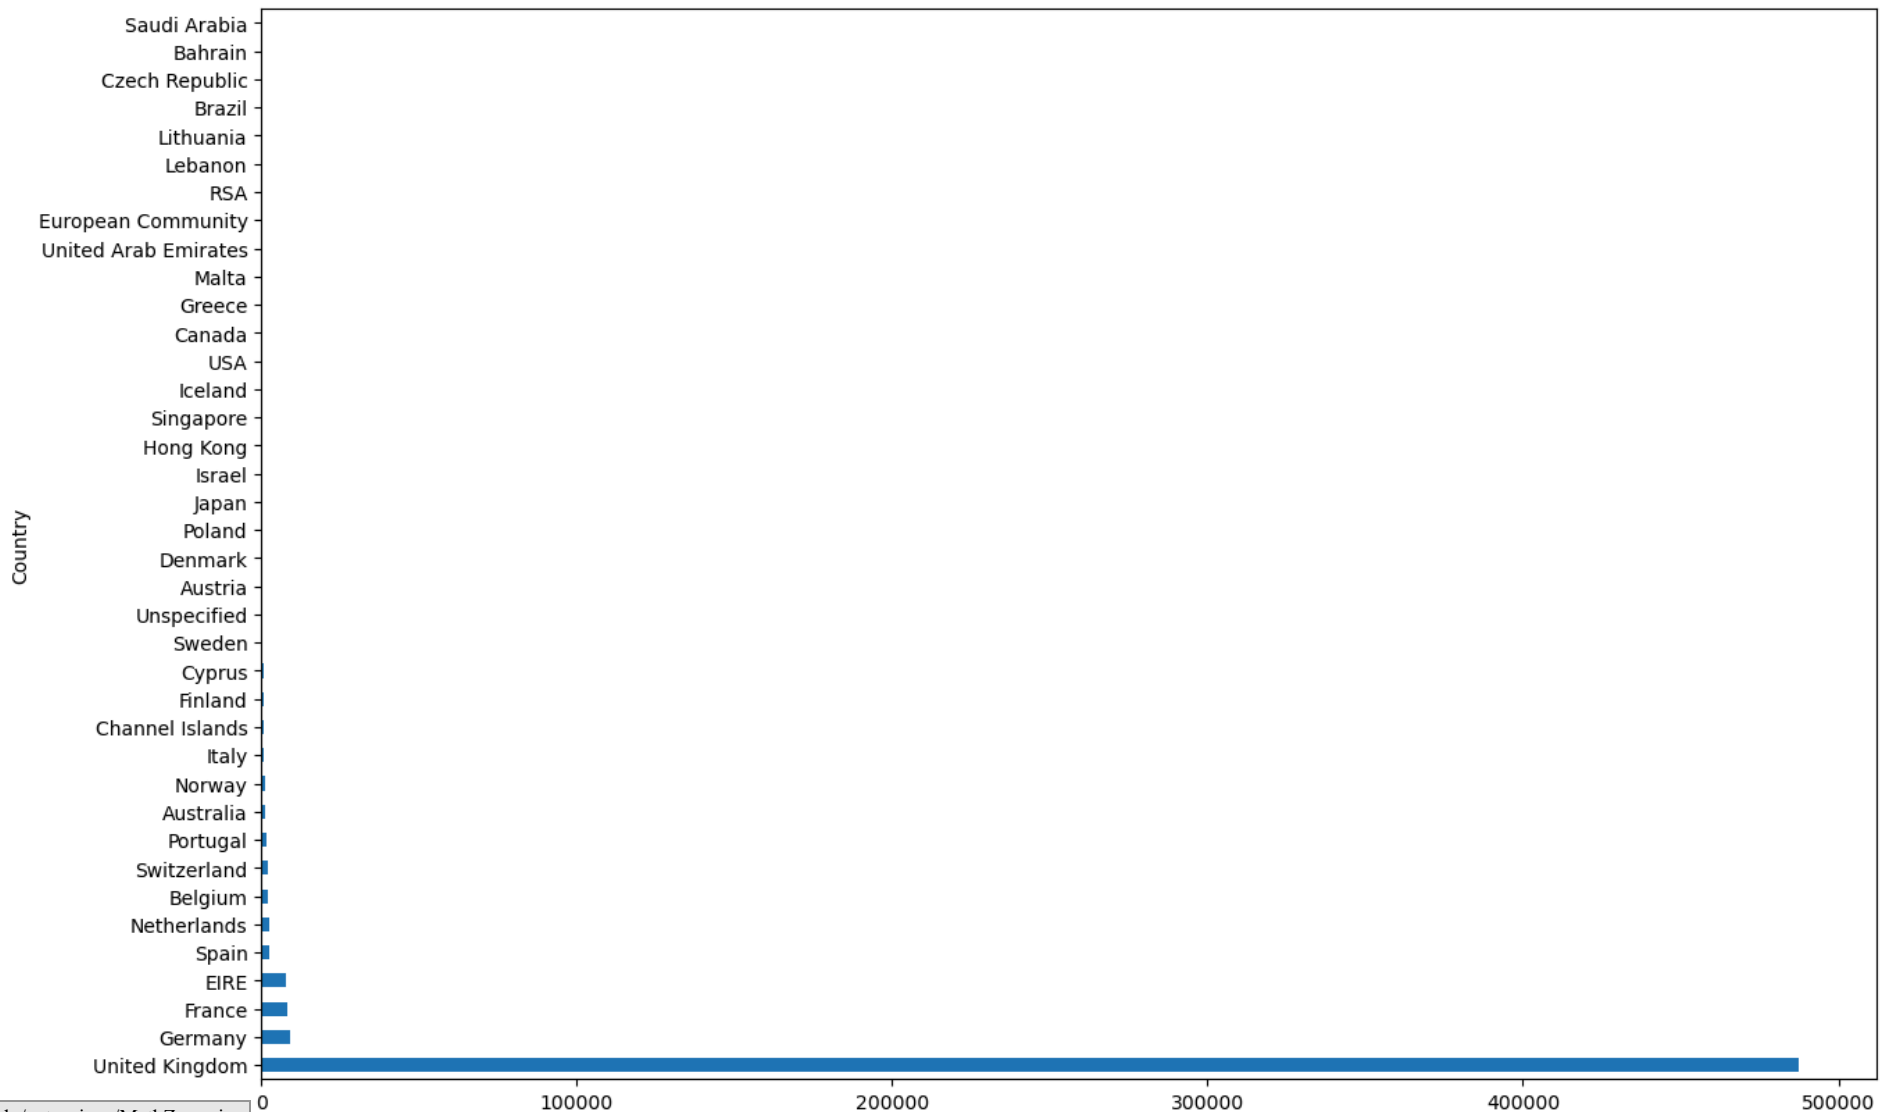 Saudi Arabia
Bahrain
Czech Republic
Brazil
Lithuania
Lebanon
RSA
European Community
United Arab Emirates
Malta
Greece
Canada
USA
Iceland
Singapore
Hong Kong
Israel
Japan
Poland
Denmark
Austria
Unspecified
Sweden
Cyprus
Finland
Channel Islands
Italy
Norway
Australia
Portugal
Switzerland
Belgium
Netherlands
Spain
EIRE
France
Germany
United Kingdom
Country
0 100000 200000 300000 400000 500000